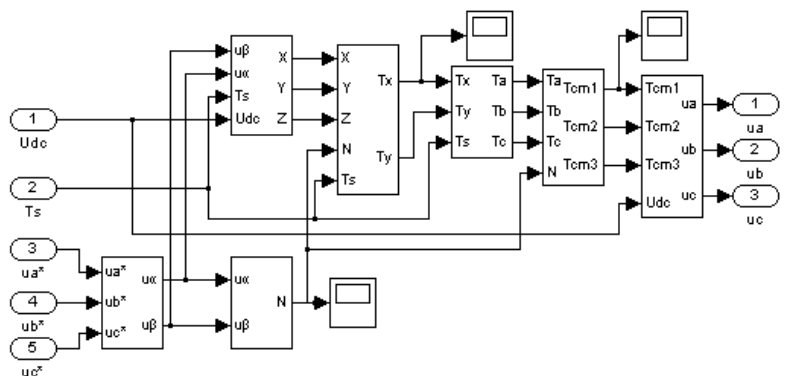 uβ
uα
Ts
Udc
X
Y
Z
X
Y
Z
N
Ts
Tx
Ty
Tx
Ty
Ts
Ta
Tb
Tc
Ta
Tb
Tc
N
Tcm1
Tcm2
Tcm3
Tcm1
Tcm2
Tcm3
Udc
ua
ub
uc
1
ua
2
ub
3
uc
1
Udc
2
Ts
3
ua*
4
ub*
5
uc*
ua*
ub*
uc*
uα
uβ
uα
uβ
N